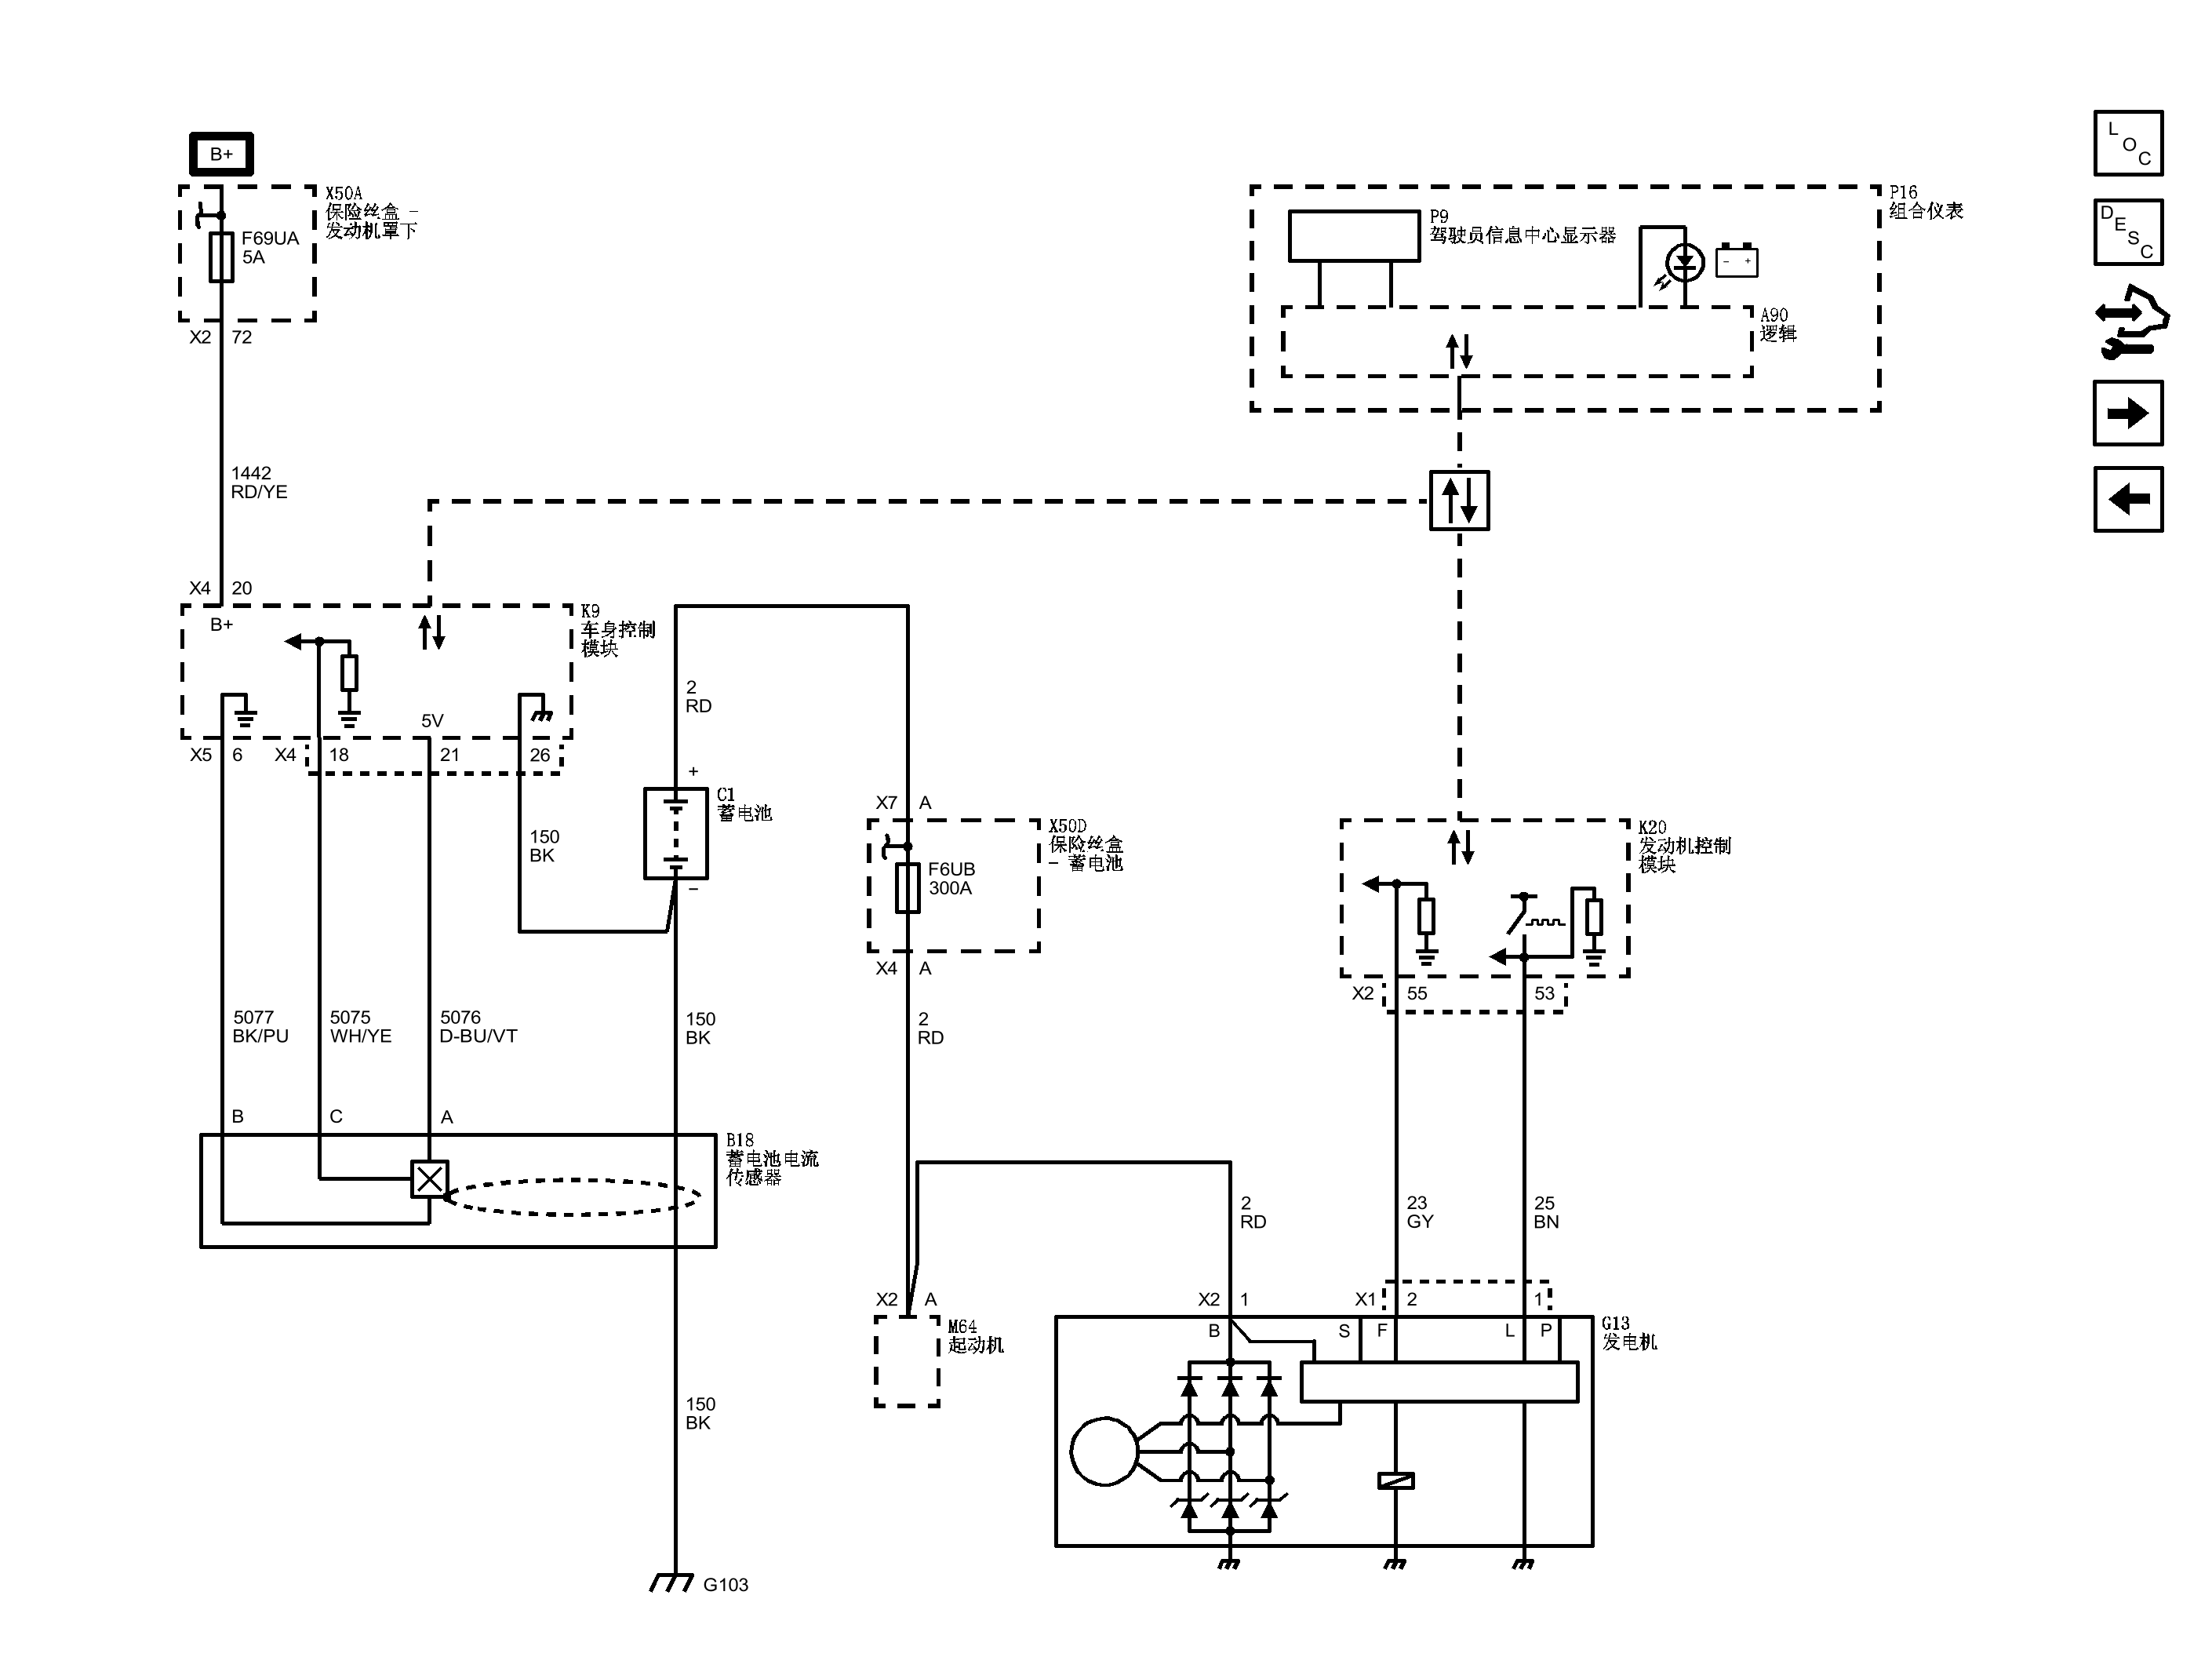 B+
X50A
保险丝盒 -
发动机罩下
F69UA
5A
X2 72
1442
RD/YE
P16
组合仪表
P9
驾驶员信息中心显示器
- +
A90
逻辑
L
O
C
D
E
S
C
X4 20
B+
K9
车身控制
模块
5V
X5 6 X4 18 21 26
2
RD
+
C1
蓄电池
-
150
BK
X7 A
X50D
保险丝盒
- 蓄电池
F6UB
300A
X4 A
K20
发动机控制
模块
X2 55 53
5077
BK/PU
5075
WH/YE
5076
D-BU/VT
150
BK
2
RD
B C A
B18
蓄电池电流
传感器
2
RD
23
GY
25
BN
X2 A
M64
起动机
X2 1 X1 2 1
B S F L P
G13
发电机
150
BK
G103